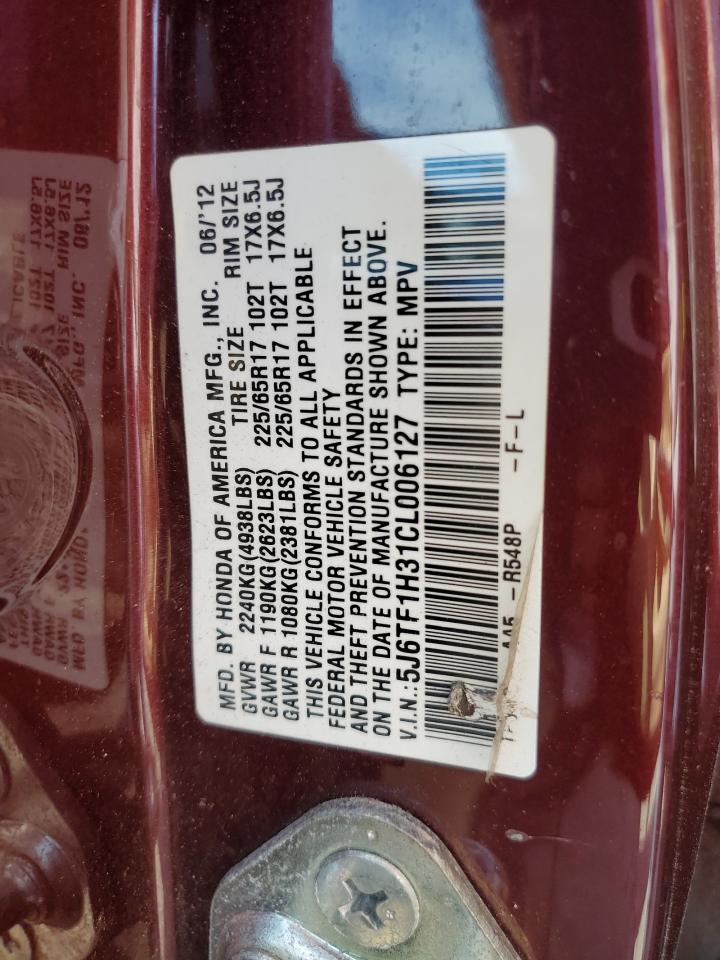 MFD. BY HONDA OF AMERICA MFG., INC. 06/'12
GVWR 2240KG(4938LBS) TIRE SIZE RIM SIZE
GAWR F 1190KG(2623LBS) 225/65R17 102T 17X6.5J
GAWR R 1080KG(2381LBS) 225/65R17 102T 17X6.5J
THIS VEHICLE CONFORMS TO ALL APPLICABLE
FEDERAL MOTOR VEHICLE SAFETY
AND THEFT PREVENTION STANDARDS IN EFFECT
ON THE DATE OF MANUFACTURE SHOWN ABOVE.
V.I.N.:5J6TF1H31CL006127 TYPE: MPV
A45 -R548P -F-L